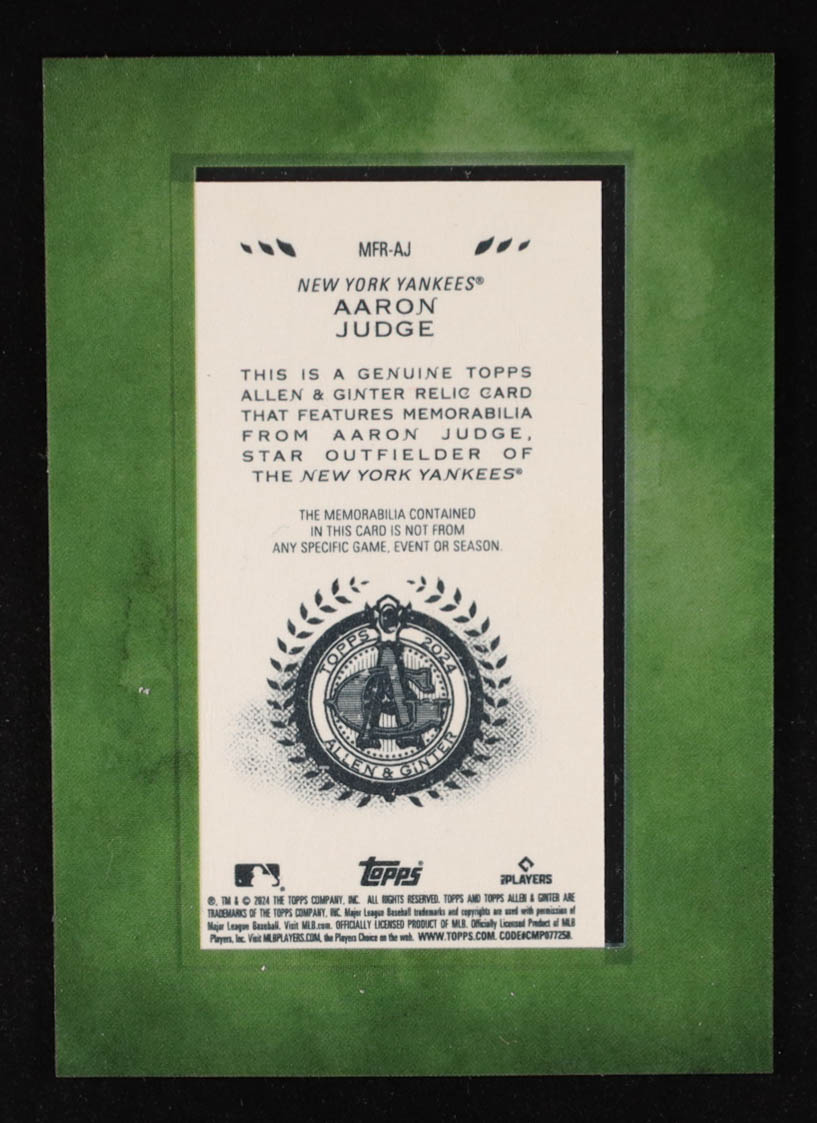 MFR-AJ
NEW YORK YANKEES®
AARON
JUDGE
THIS IS A GENUINE TOPPS
ALLEN & GINTER RELIC CARD
THAT FEATURES MEMORABILIA
FROM AARON JUDGE,
STAR OUTFIELDER OF
THE NEW YORK YANKEES®
THE MEMORABILIA CONTAINED
IN THIS CARD IS NOT FROM
ANY SPECIFIC GAME, EVENT OR SEASON.
TOPPS 2024
AG
ALLEN & GINTER
topps®
PLAYERS
®, TM & © 2024 THE TOPPS COMPANY, INC. ALL RIGHTS RESERVED. TOPPS AND TOPPS ALLEN & GINTER ARE
TRADEMARKS OF THE TOPPS COMPANY, INC. Major League Baseball trademarks and copyrights are used with permission of
Major League Baseball. Visit MLB.com. OFFICIALLY LICENSED PRODUCT OF MLB. Officially Licensed Product of MLB
Players, Inc. Visit MLBPLAYERS.COM, the Players Choice on the web. WWW.TOPPS.COM. CODE#CMP077258.